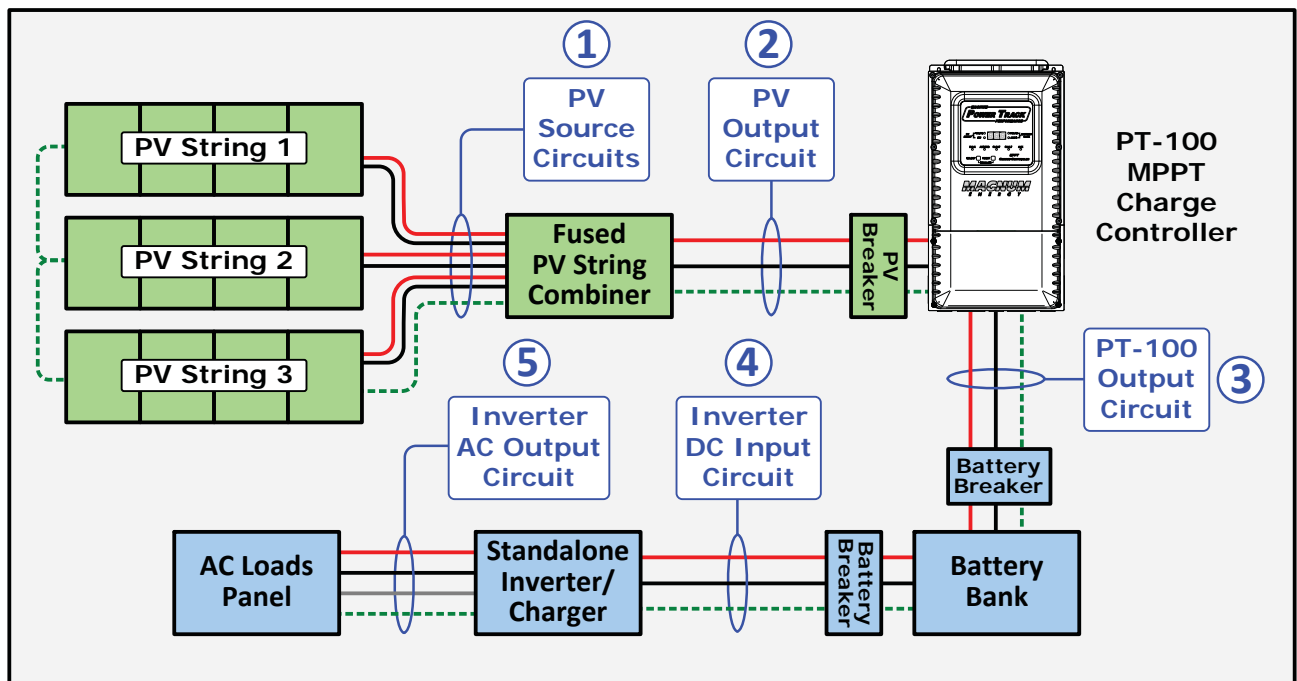 1
PV
Source
Circuits
2
PV
Output
Circuit
PV String 1
PV String 2
PV String 3
Fused
PV String
Combiner
PV
Breaker
POWER TRACK
MAGNUM
ENERGY
PT-100
MPPT
Charge
Controller
PT-100
Output
Circuit
3
5
Inverter
AC Output
Circuit
4
Inverter
DC Input
Circuit
Battery
Breaker
AC Loads
Panel
Standalone
Inverter/
Charger
Battery
Breaker
Battery
Bank